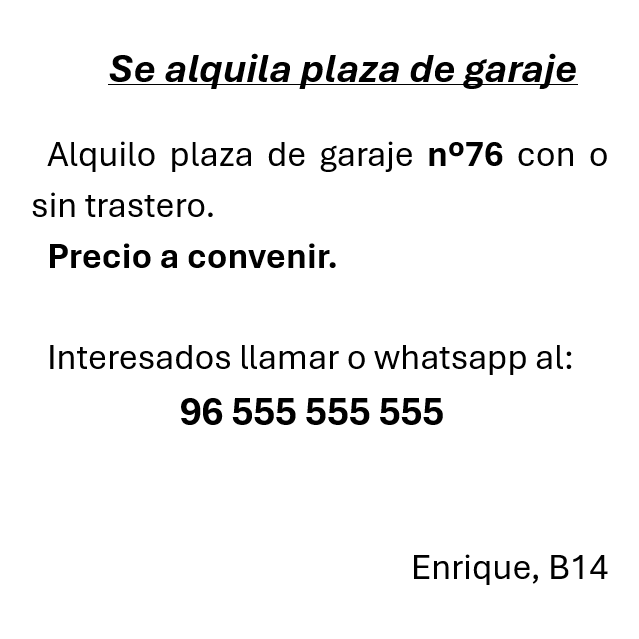 Se alquila plaza de garaje
Alquilo plaza de garaje nº76 con o
sin trastero.
Precio a convenir.
Interesados llamar o whatsapp al:
96 555 555 555
Enrique, B14